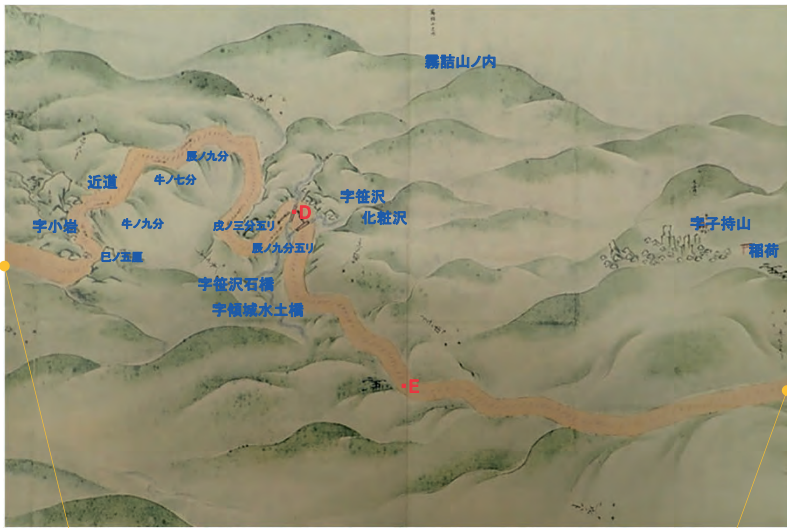 霧詰山ノ内
辰ノ九分
近道
牛ノ七分
字笹沢
化粧沢
字小岩
牛ノ九分
戌ノ三分五リ
D
字子持山
巳ノ五厘
辰ノ九分五リ
稲荷
字笹沢石橋
字傾城水土橋
E